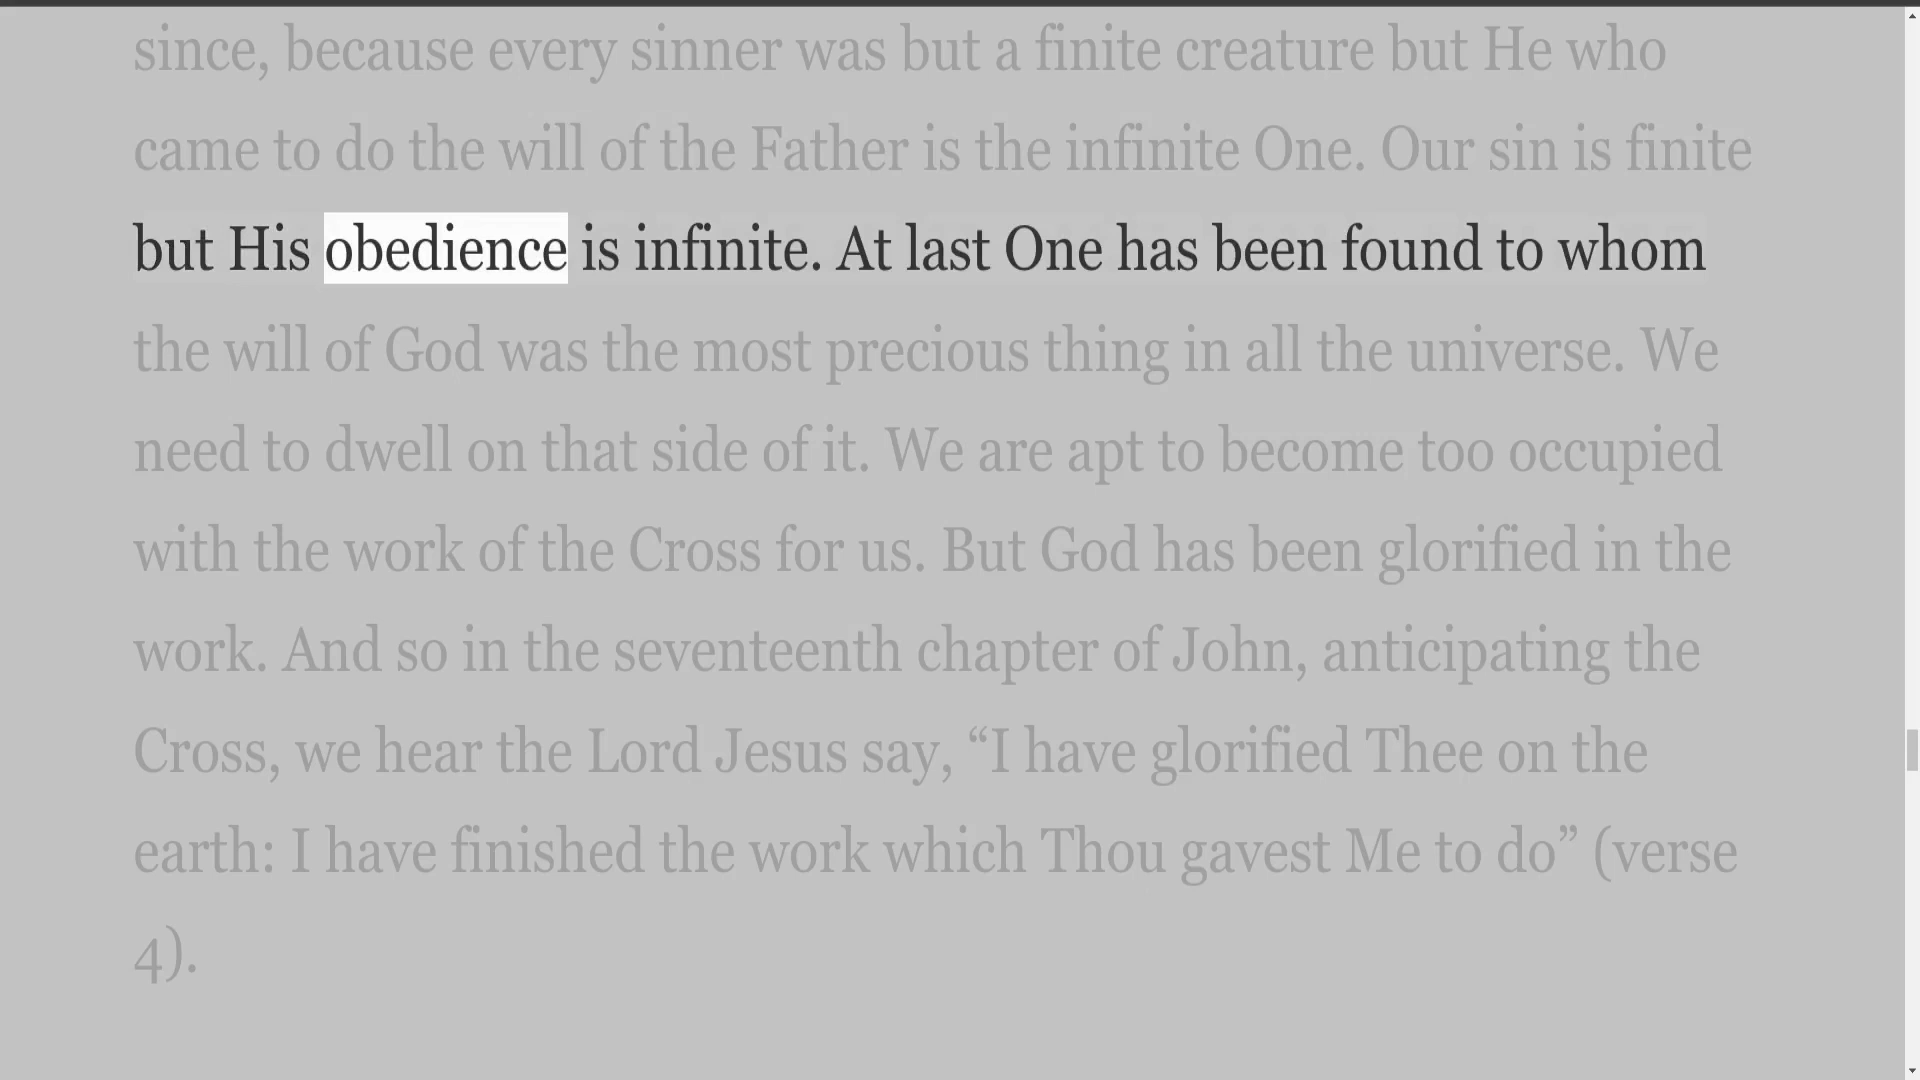 since, because every sinner was but a finite creature but He who
came to do the will of the Father is the infinite One. Our sin is finite
but His obedience is infinite. At last One has been found to whom
the will of God was the most precious thing in all the universe. We
need to dwell on that side of it. We are apt to become too occupied
with the work of the Cross for us. But God has been glorified in the
work. And so in the seventeenth chapter of John, anticipating the
Cross, we hear the Lord Jesus say, “I have glorified Thee on the
earth: I have finished the work which Thou gavest Me to do” (verse
4).